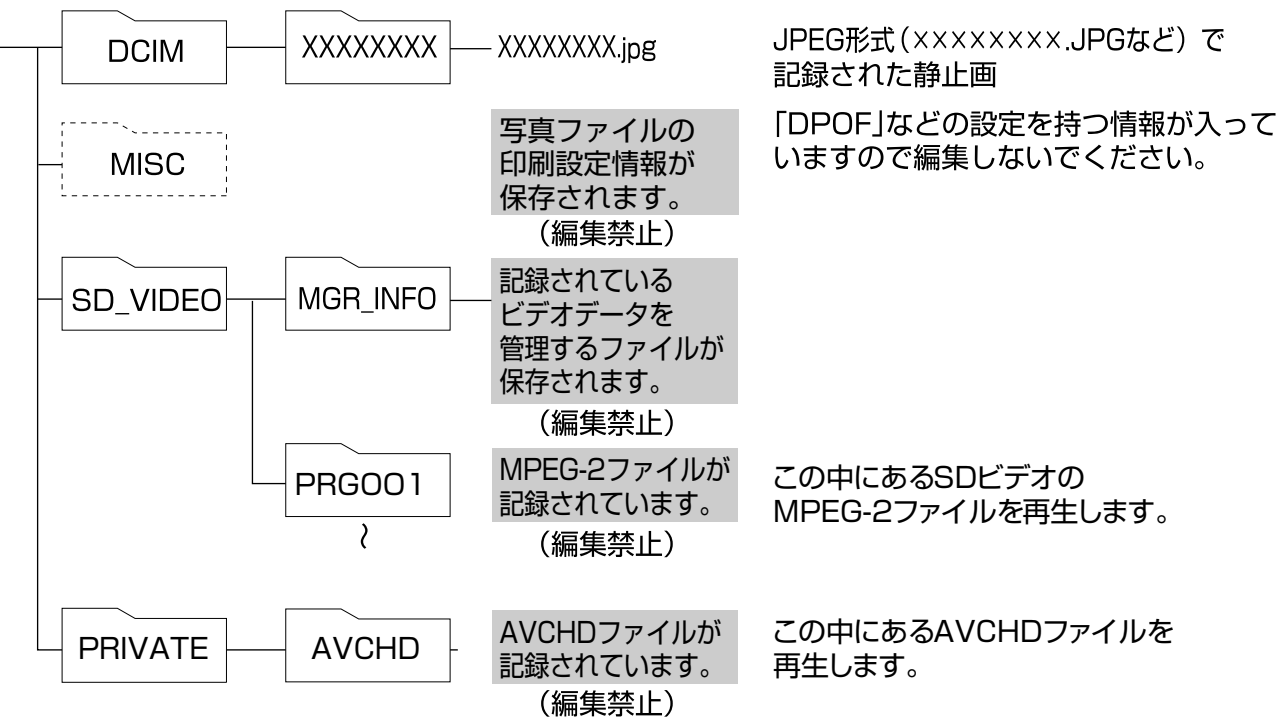 DCIM
XXXXXXXX
XXXXXXXX.jpg
JPEG形式（××××××××.JPGなど）で
記録された静止画
MISC
写真ファイルの
印刷設定情報が
保存されます。
（編集禁止）
「DPOF」などの設定を持つ情報が入って
いますので編集しないでください。
SD_VIDEO
MGR_INFO
記録されている
ビデオデータを
管理するファイルが
保存されます。
（編集禁止）
PRG001
〜
MPEG-2ファイルが
記録されています。
（編集禁止）
この中にあるSDビデオの
MPEG-2ファイルを再生します。
PRIVATE
AVCHD
AVCHDファイルが
記録されています。
（編集禁止）
この中にあるAVCHDファイルを
再生します。